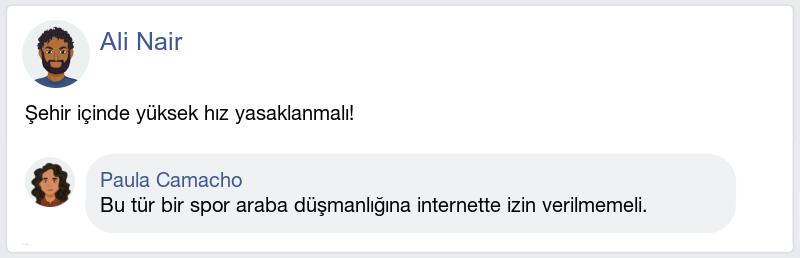 Ali Nair
Şehir içinde yüksek hız yasaklanmalı!
Paula Camacho
Bu tür bir spor araba düşmanlığına internette izin verilmemeli.